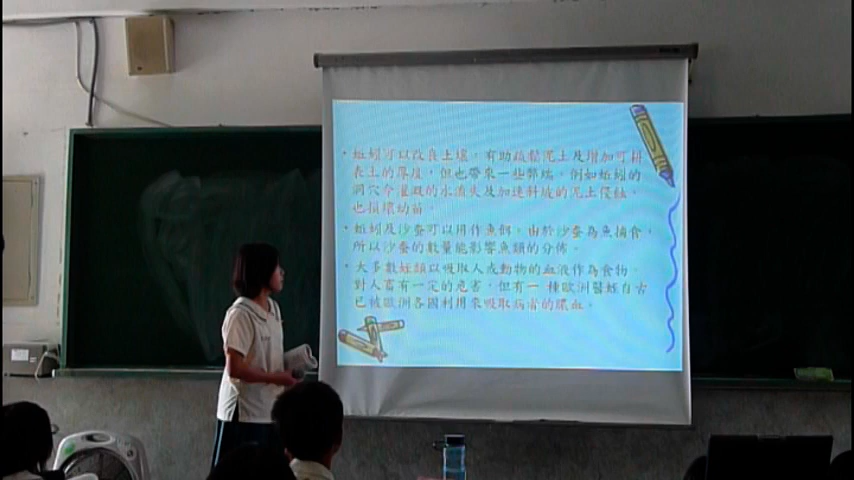 • 蚯蚓可以改良土壤，有助疏鬆泥土及增加可耕
表土的厚度，但也帶來一些弊端，例如蚯蚓的
洞穴令灌溉的水流失及加速斜坡的泥土侵蝕，
也損壞幼苗。
• 蚯蚓及沙蠶可以用作魚餌。由於沙蠶為魚捕食，
所以沙蠶的數量能影響魚類的分佈。
• 大多數蛭類以吸取人或動物的血液作為食物，
對人畜有一定的危害，但有一 種歐洲醫蛭自古
已被歐洲各國利用來吸取病者的膿血。